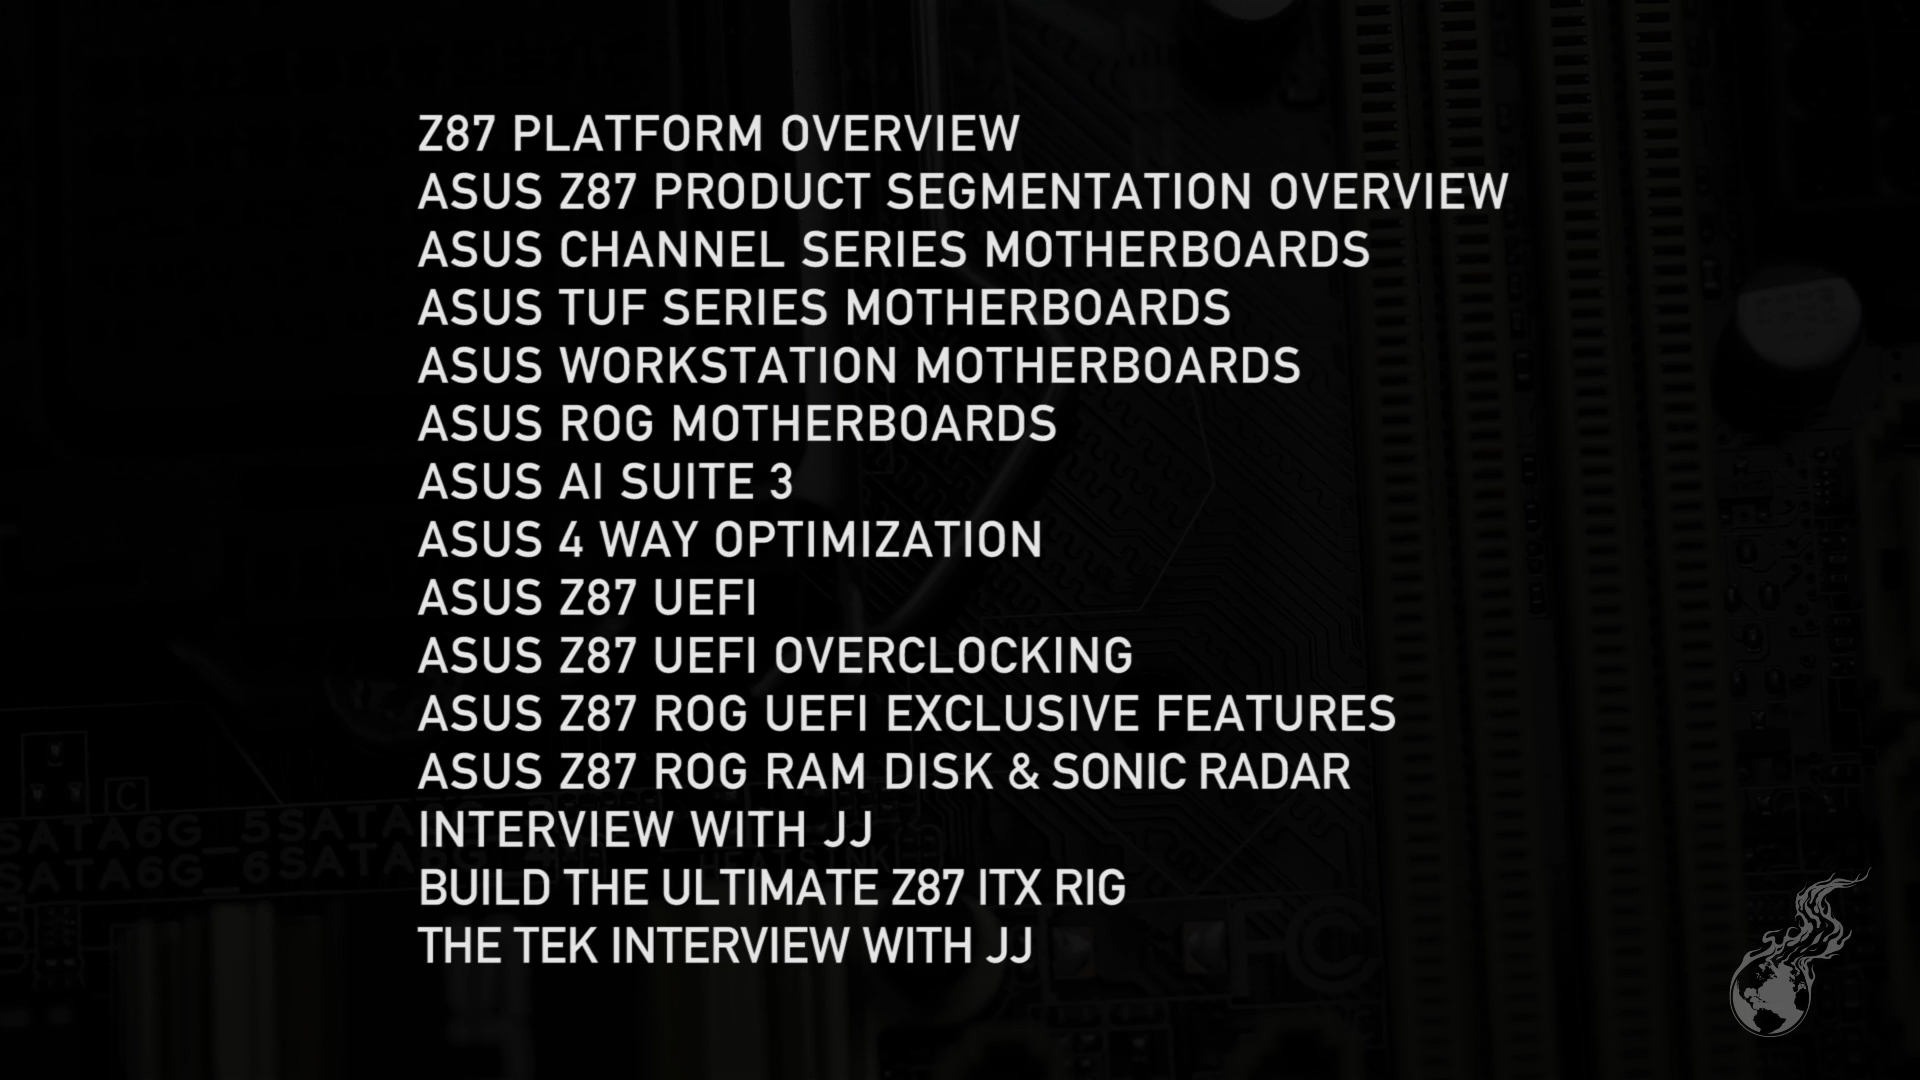 Z87 PLATFORM OVERVIEW
ASUS Z87 PRODUCT SEGMENTATION OVERVIEW
ASUS CHANNEL SERIES MOTHERBOARDS
ASUS TUF SERIES MOTHERBOARDS
ASUS WORKSTATION MOTHERBOARDS
ASUS ROG MOTHERBOARDS
ASUS AI SUITE 3
ASUS 4 WAY OPTIMIZATION
ASUS Z87 UEFI
ASUS Z87 UEFI OVERCLOCKING
ASUS Z87 ROG UEFI EXCLUSIVE FEATURES
ASUS Z87 ROG RAM DISK & SONIC RADAR
INTERVIEW WITH JJ
BUILD THE ULTIMATE Z87 ITX RIG
THE TEK INTERVIEW WITH JJ
SATA6G_5SATA
SATA6G_6SATA